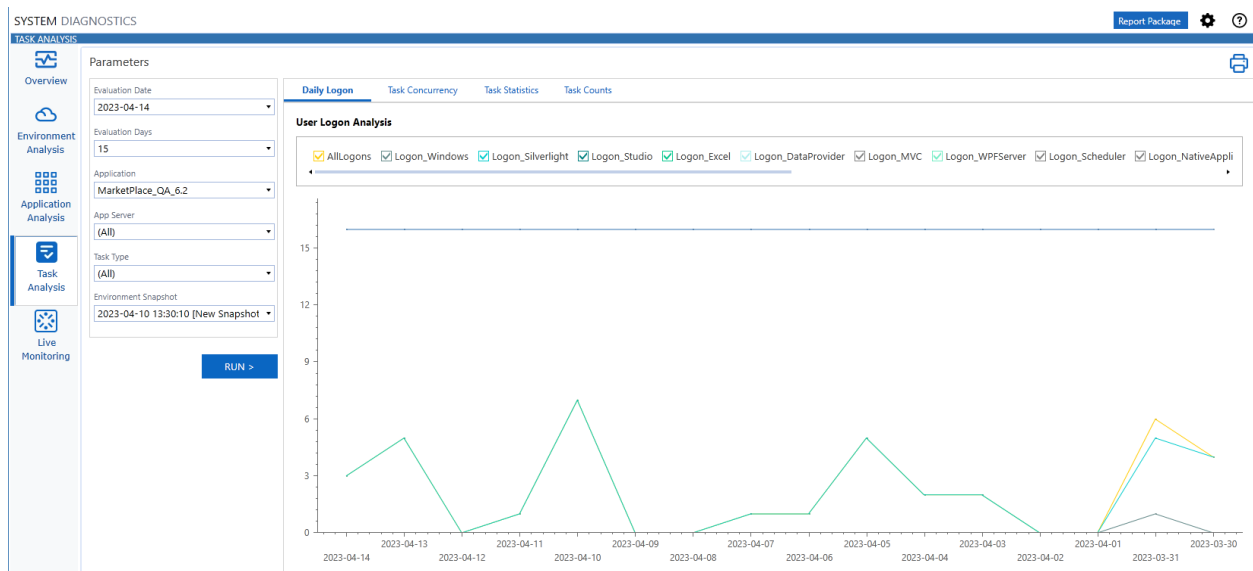 SYSTEM DIAGNOSTICS
Report Package
TASK ANALYSIS
Overview
Environment
Analysis
Application
Analysis
Task
Analysis
Live
Monitoring
Parameters
Evaluation Date
2023-04-14
Evaluation Days
15
Application
MarketPlace_QA_6.2
App Server
(All)
Task Type
(All)
Environment Snapshot
2023-04-10 13:30:10 [New Snapshot
RUN >
Daily Logon Task Concurrency Task Statistics Task Counts
User Logon Analysis
AllLogons Logon_Windows Logon_Silverlight Logon_Studio Logon_Excel Logon_DataProvider Logon_MVC Logon_WPFServer Logon_Scheduler Logon_NativeAppli
15
12
9
6
3
0
2023-04-13 2023-04-11 2023-04-09 2023-04-07 2023-04-05 2023-04-03 2023-04-01 2023-03-30
2023-04-14 2023-04-12 2023-04-10 2023-04-08 2023-04-06 2023-04-04 2023-04-02 2023-03-31